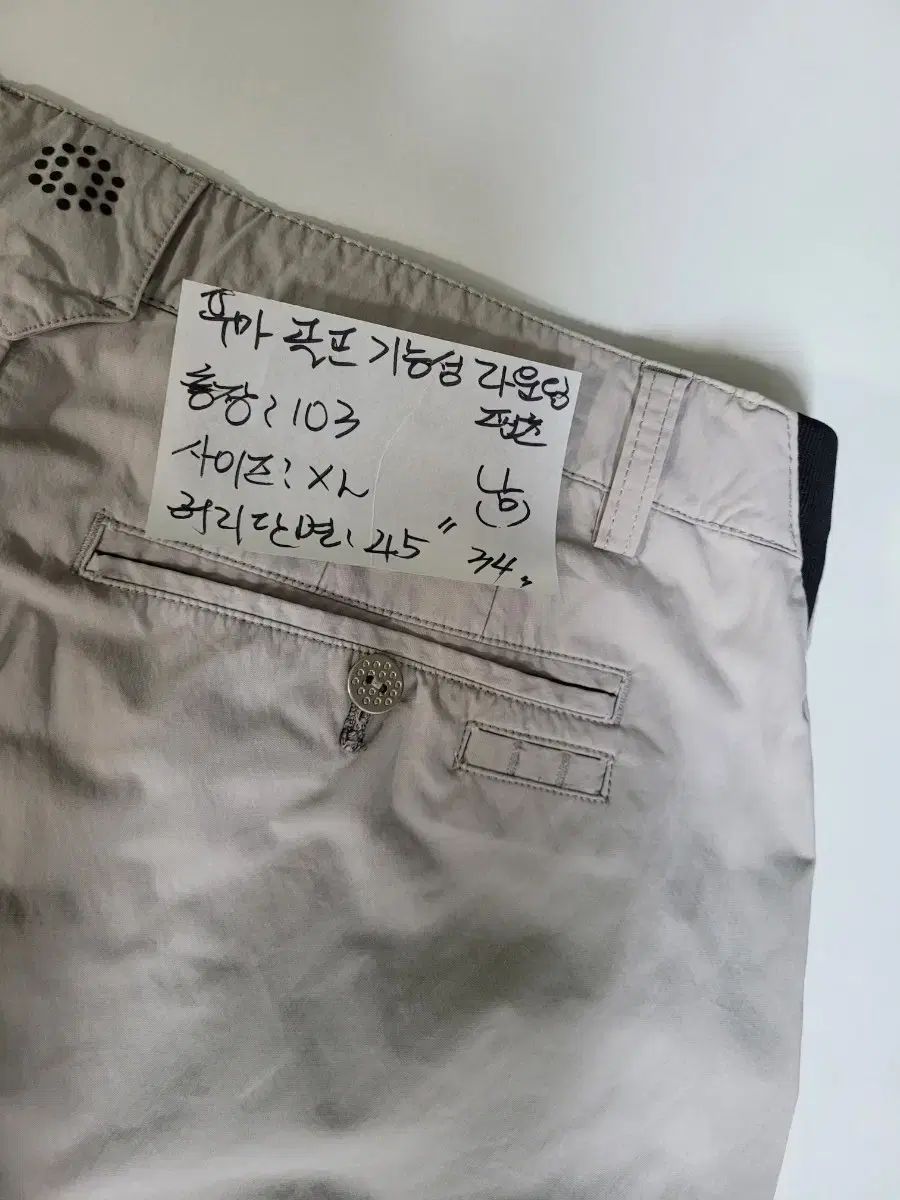 푸마 골프 기능성 라운딩
팬츠
총장: 103
사이즈: XL (남)
허리단면: 45" 34"